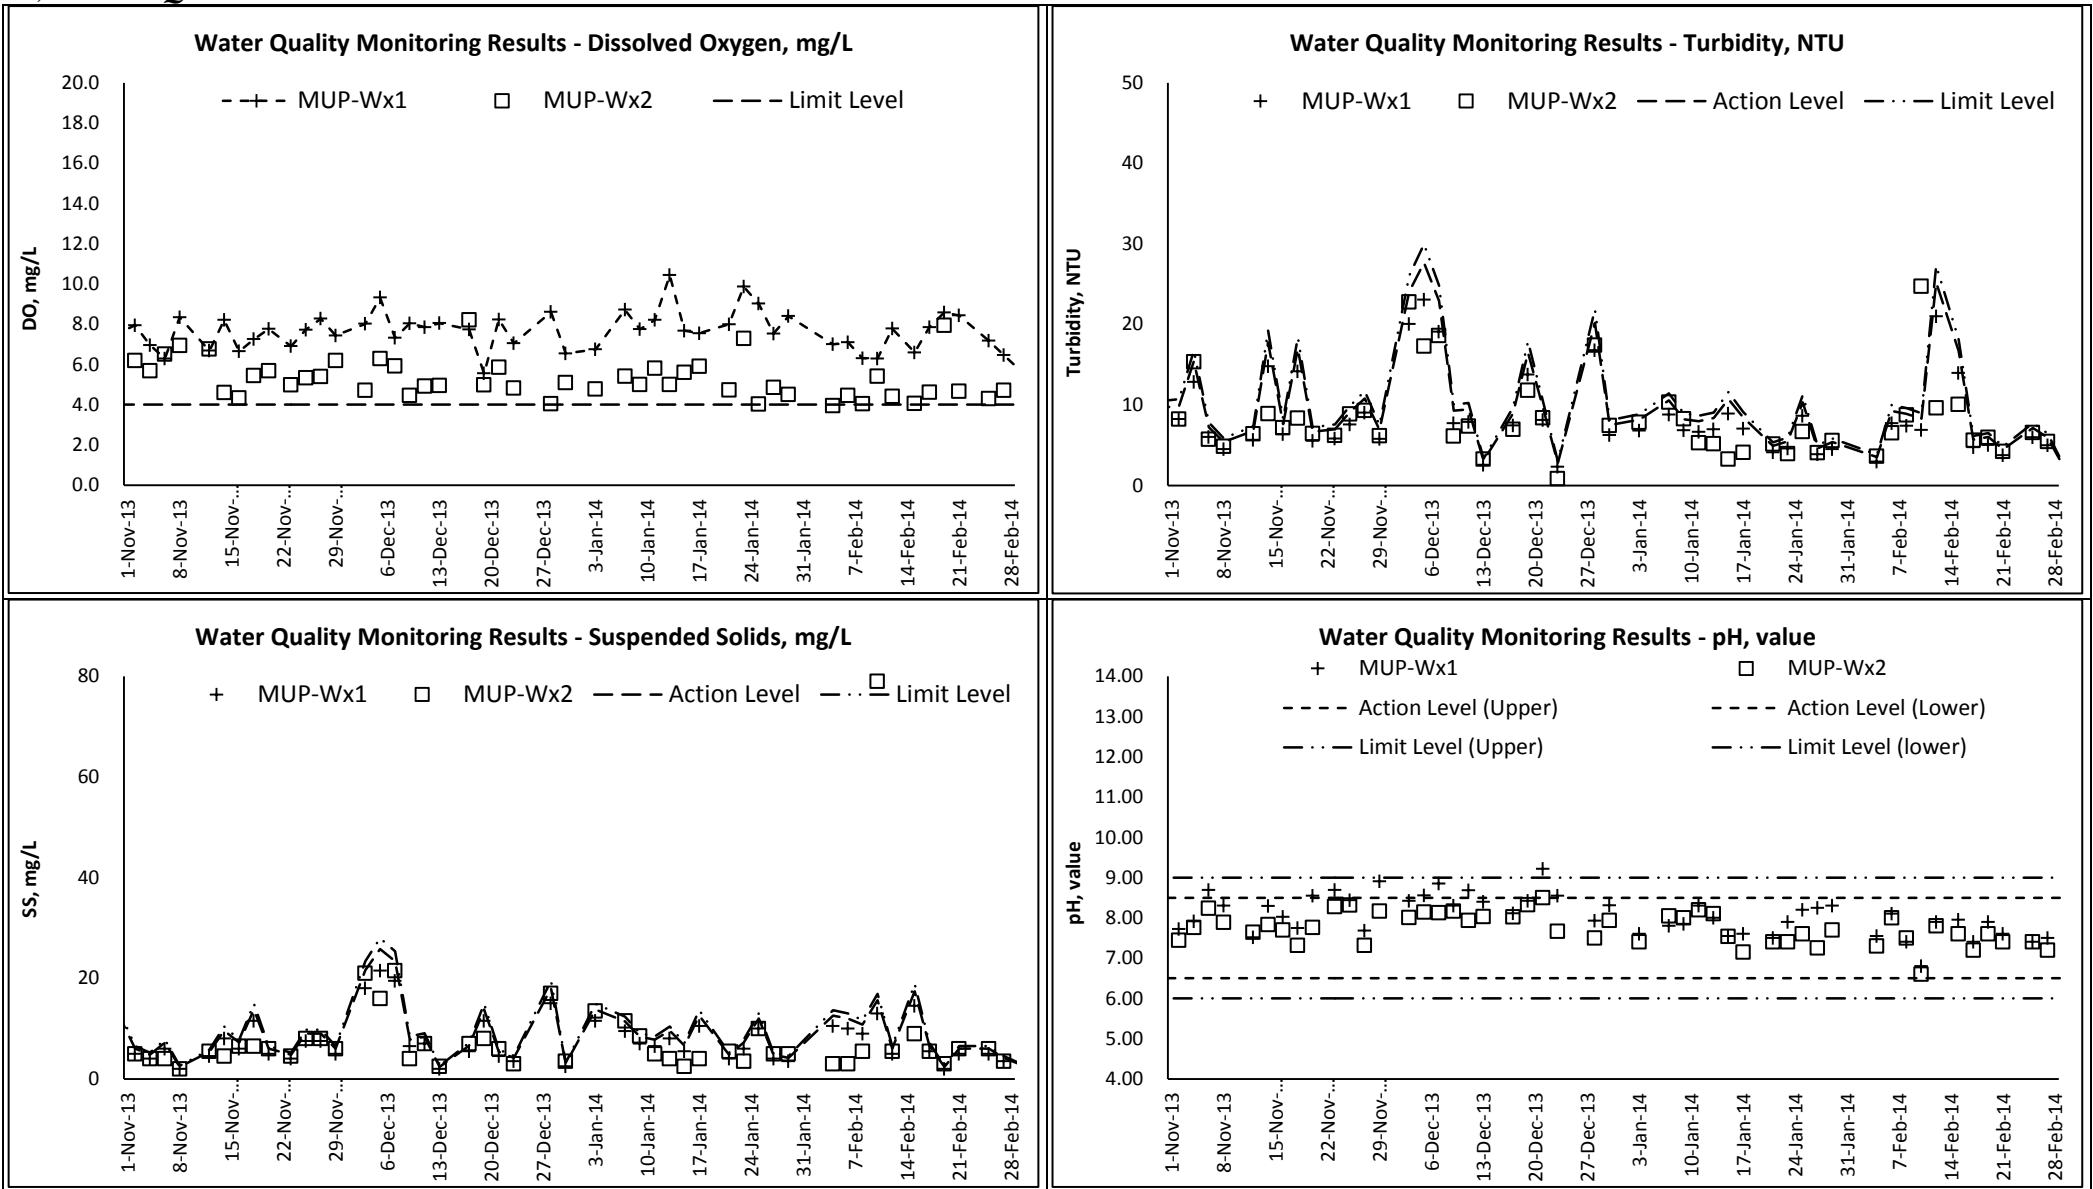 Water Quality Monitoring Results - Dissolved Oxygen, mg/L
MUP-Wx1 MUP-Wx2 Limit Level
20.0
18.0
16.0
14.0
12.0
10.0
8.0
6.0
4.0
2.0
0.0
DO, mg/L
1-Nov-13 8-Nov-13 15-Nov-... 22-Nov-... 29-Nov-... 6-Dec-13 13-Dec-13 20-Dec-13 27-Dec-13 3-Jan-14 10-Jan-14 17-Jan-14 24-Jan-14 31-Jan-14 7-Feb-14 14-Feb-14 21-Feb-14 28-Feb-14
Water Quality Monitoring Results - Turbidity, NTU
MUP-Wx1 MUP-Wx2 Action Level Limit Level
50
40
30
20
10
0
Turbidity, NTU
1-Nov-13 8-Nov-13 15-Nov-... 22-Nov-... 29-Nov-... 6-Dec-13 13-Dec-13 20-Dec-13 27-Dec-13 3-Jan-14 10-Jan-14 17-Jan-14 24-Jan-14 31-Jan-14 7-Feb-14 14-Feb-14 21-Feb-14 28-Feb-14
Water Quality Monitoring Results - Suspended Solids, mg/L
MUP-Wx1 MUP-Wx2 Action Level Limit Level
80
60
40
20
0
SS, mg/L
1-Nov-13 8-Nov-13 15-Nov-... 22-Nov-... 29-Nov-... 6-Dec-13 13-Dec-13 20-Dec-13 27-Dec-13 3-Jan-14 10-Jan-14 17-Jan-14 24-Jan-14 31-Jan-14 7-Feb-14 14-Feb-14 21-Feb-14 28-Feb-14
Water Quality Monitoring Results - pH, value
MUP-Wx1 MUP-Wx2
Action Level (Upper) Action Level (Lower)
Limit Level (Upper) Limit Level (lower)
14.00
13.00
12.00
11.00
10.00
9.00
8.00
7.00
6.00
5.00
4.00
pH, value
1-Nov-13 8-Nov-13 15-Nov-... 22-Nov-... 29-Nov-... 6-Dec-13 13-Dec-13 20-Dec-13 27-Dec-13 3-Jan-14 10-Jan-14 17-Jan-14 24-Jan-14 31-Jan-14 7-Feb-14 14-Feb-14 21-Feb-14 28-Feb-14